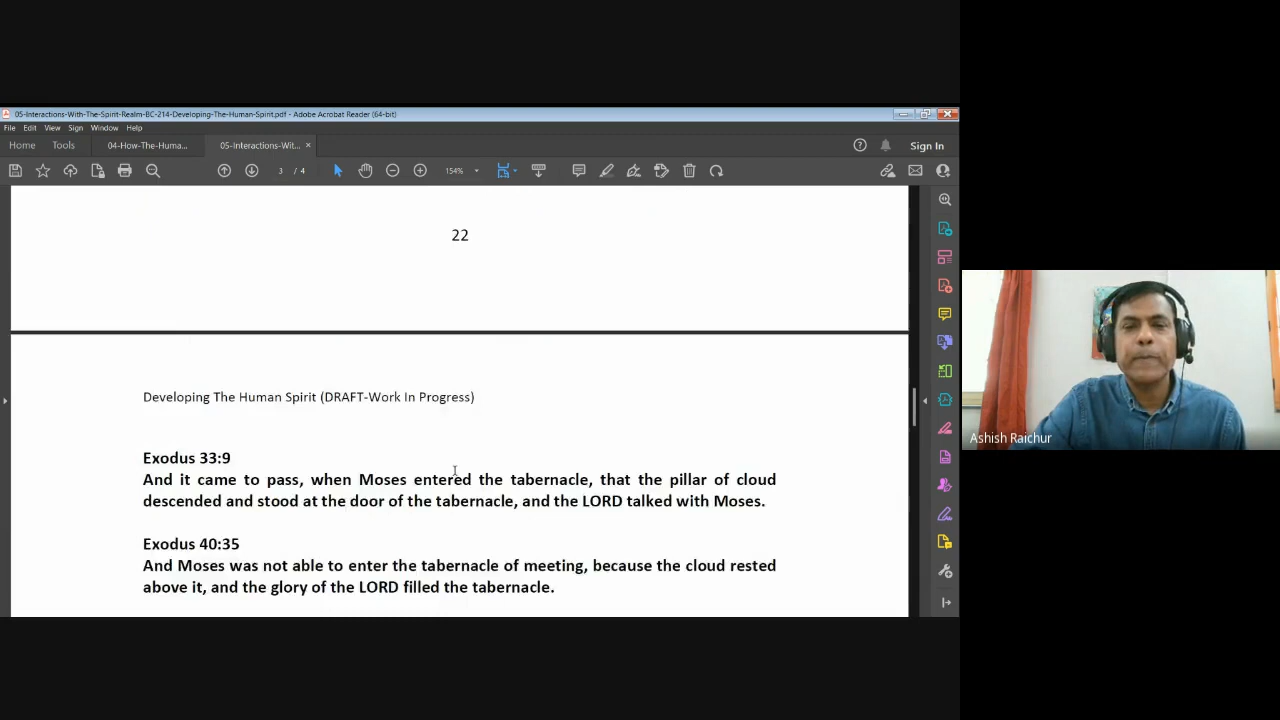 05-Interactions-With-The-Spirit-Realm-BC-214-Developing-The-Human-Spirit.pdf - Adobe Acrobat Reader (64-bit)
File Edit View Sign Window Help
Home Tools 04-How-The-Huma... 05-Interactions-Wit... × Sign In
3 / 4 154%
22
Developing The Human Spirit (DRAFT-Work In Progress)
Exodus 33:9
And it came to pass, when Moses entered the tabernacle, that the pillar of cloud
descended and stood at the door of the tabernacle, and the LORD talked with Moses.
Exodus 40:35
And Moses was not able to enter the tabernacle of meeting, because the cloud rested
above it, and the glory of the LORD filled the tabernacle.
Ashish Raichur